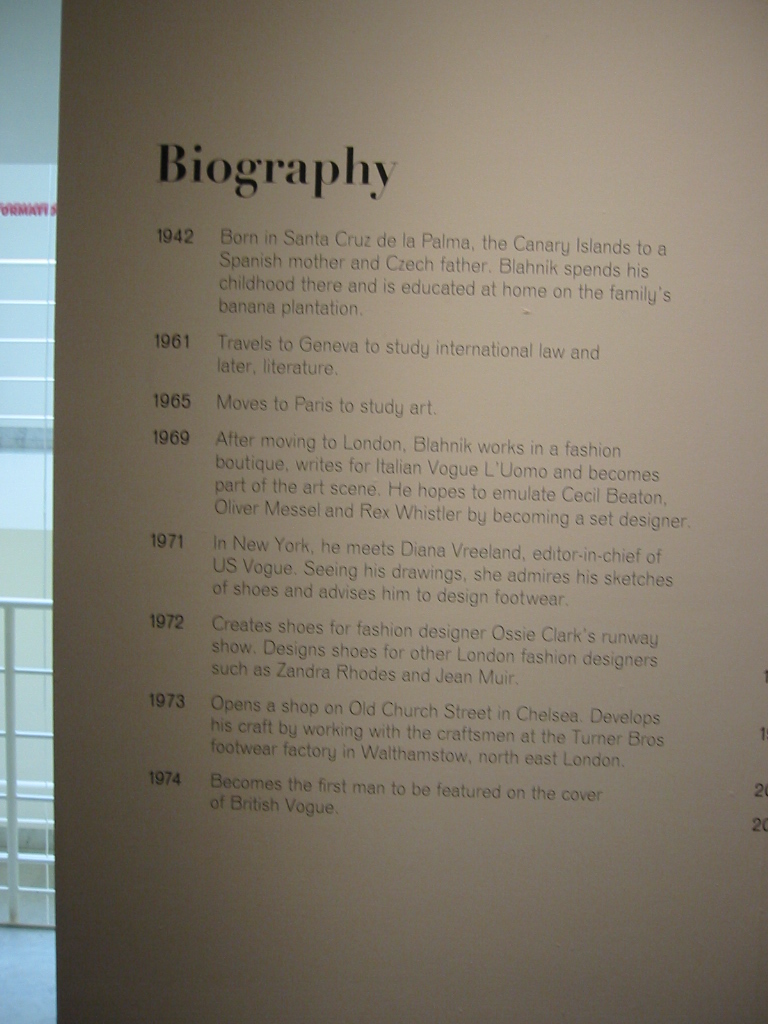 Biography
1942 Born in Santa Cruz de la Palma, the Canary Islands to a
Spanish mother and Czech father. Blahnik spends his
childhood there and is educated at home on the family's
banana plantation.
1961 Travels to Geneva to study international law and
later, literature.
1965 Moves to Paris to study art.
1969 After moving to London, Blahnik works in a fashion
boutique, writes for Italian Vogue L'Uomo and becomes
part of the art scene. He hopes to emulate Cecil Beaton,
Oliver Messel and Rex Whistler by becoming a set designer.
1971 In New York, he meets Diana Vreeland, editor-in-chief of
US Vogue. Seeing his drawings, she admires his sketches
of shoes and advises him to design footwear.
1972 Creates shoes for fashion designer Ossie Clark's runway
show. Designs shoes for other London fashion designers
such as Zandra Rhodes and Jean Muir.
1973 Opens a shop on Old Church Street in Chelsea. Develops
his craft by working with the craftsmen at the Turner Bros
footwear factory in Walthamstow, north east London.
1974 Becomes the first man to be featured on the cover
of British Vogue.